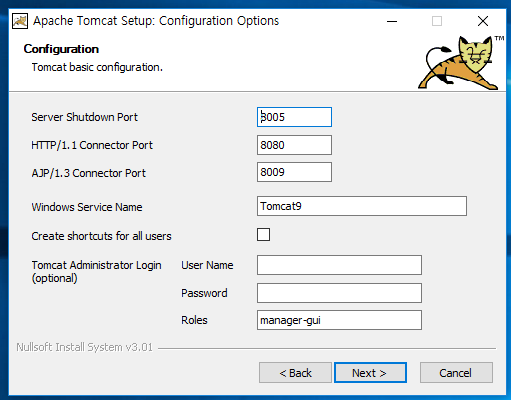 Apache Tomcat Setup: Configuration Options
Configuration
Tomcat basic configuration.
TM
Server Shutdown Port 8005
HTTP/1.1 Connector Port 8080
AJP/1.3 Connector Port 8009
Windows Service Name Tomcat9
Create shortcuts for all users
Tomcat Administrator Login (optional)
User Name
Password
Roles manager-gui
Nullsoft Install System v3.01
< Back Next > Cancel